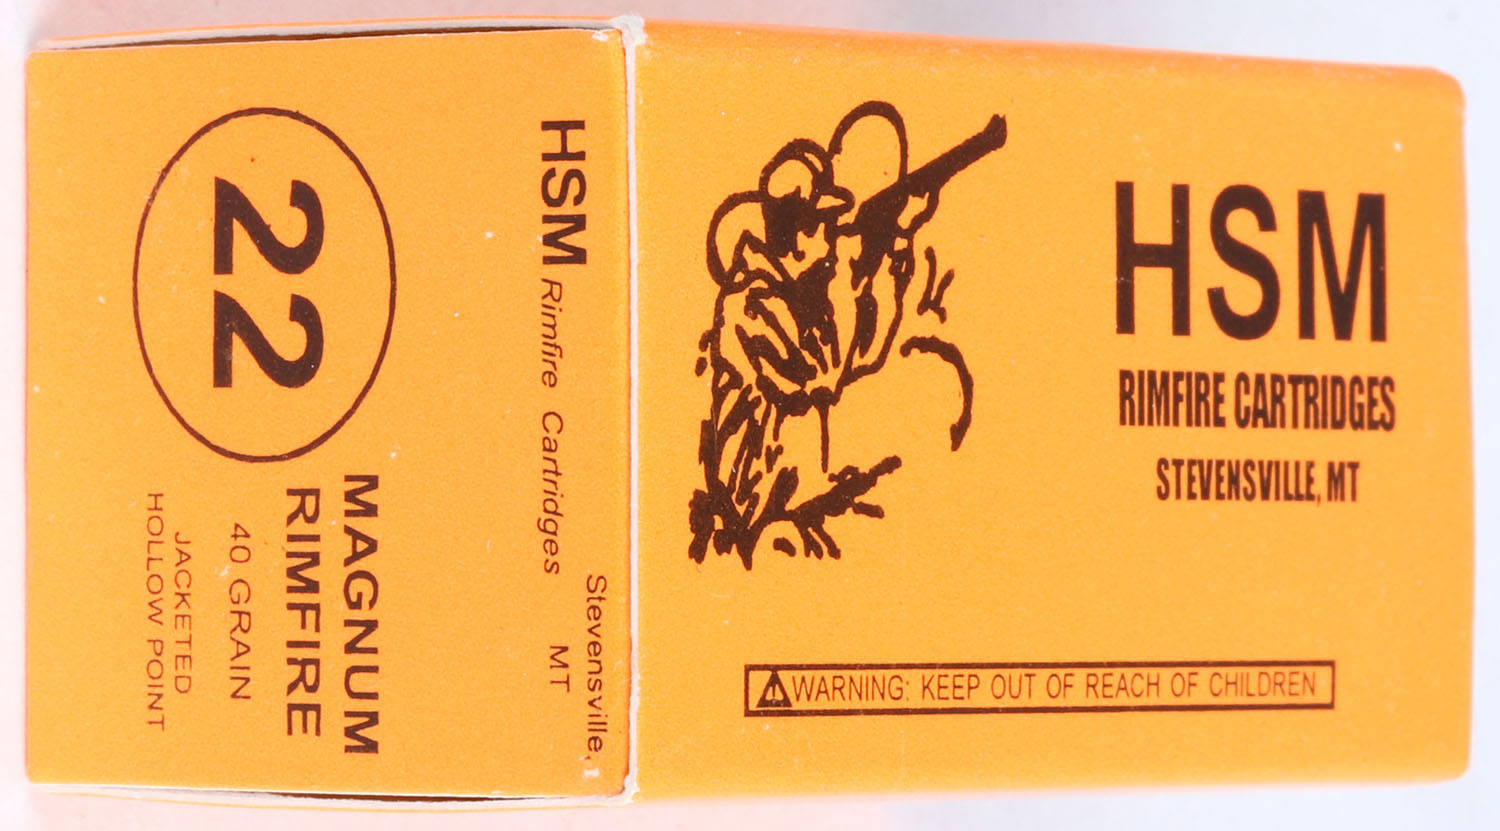 HSM
RIMFIRE CARTRIDGES
STEVENSVILLE, MT
WARNING: KEEP OUT OF REACH OF CHILDREN
HSM Rimfire Cartridges
Stevensville, MT
22
MAGNUM
RIMFIRE
40 GRAIN
JACKETED
HOLLOW POINT